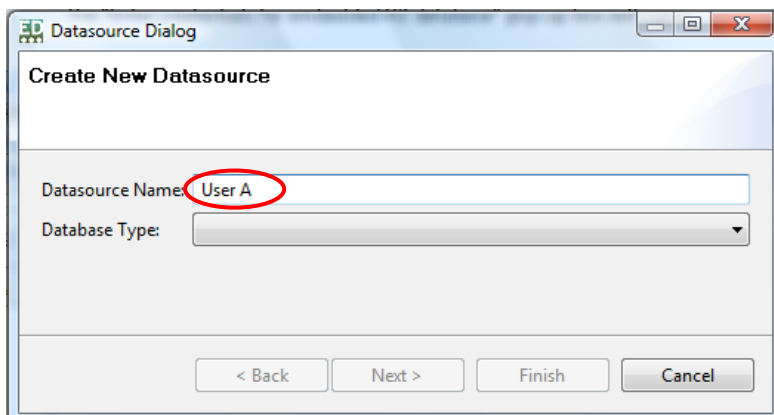 Datasource Dialog
Create New Datasource
Datasource Name: User A
Database Type:
< Back Next > Finish Cancel